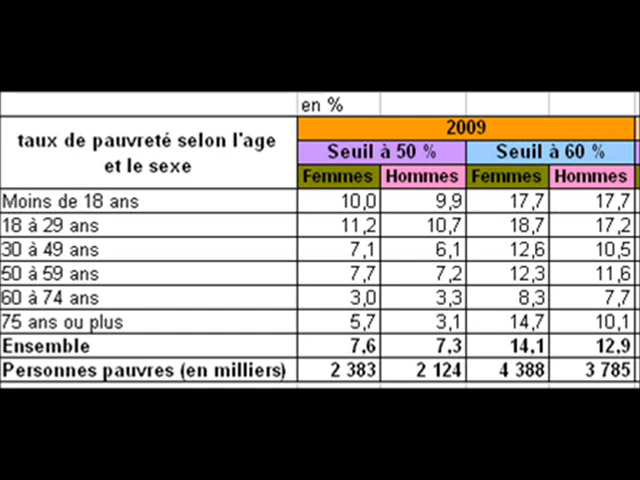 en %
taux de pauvreté selon l'age et le sexe
2009
Seuil à 50 % Seuil à 60 %
Femmes Hommes Femmes Hommes
Moins de 18 ans 10,0 9,9 17,7 17,7
18 à 29 ans 11,2 10,7 18,7 17,2
30 à 49 ans 7,1 6,1 12,6 10,5
50 à 59 ans 7,7 7,2 12,3 11,6
60 à 74 ans 3,0 3,3 8,3 7,7
75 ans ou plus 5,7 3,1 14,7 10,1
Ensemble 7,6 7,3 14,1 12,9
Personnes pauvres (en milliers) 2 383 2 124 4 388 3 785